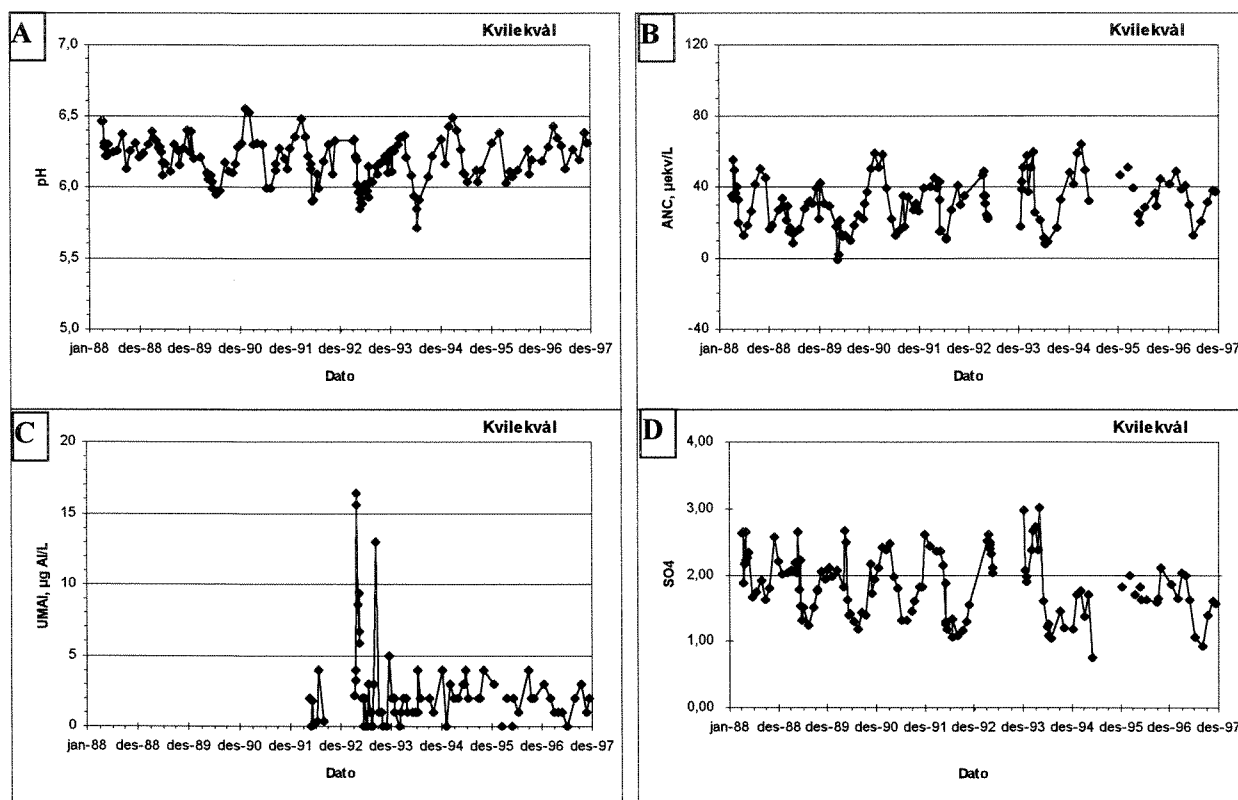 A
Kvilekvål
pH
7,0
6,5
6,0
5,5
5,0
jan-88 des-88 des-89 des-90 des-91 des-92 des-93 des-94 des-95 des-96 des-97
Dato
B
Kvilekvål
ANC, µekv/L
120
80
40
0
-40
jan-88 des-88 des-89 des-90 des-91 des-92 des-93 des-94 des-95 des-96 des-97
Dato
C
Kvilekvål
UMAl, µg Al/L
20
15
10
5
0
jan-88 des-88 des-89 des-90 des-91 des-92 des-93 des-94 des-95 des-96 des-97
Dato
D
Kvilekvål
SO4
4,00
3,00
2,00
1,00
0,00
jan-88 des-88 des-89 des-90 des-91 des-92 des-93 des-94 des-95 des-96 des-97
Dato